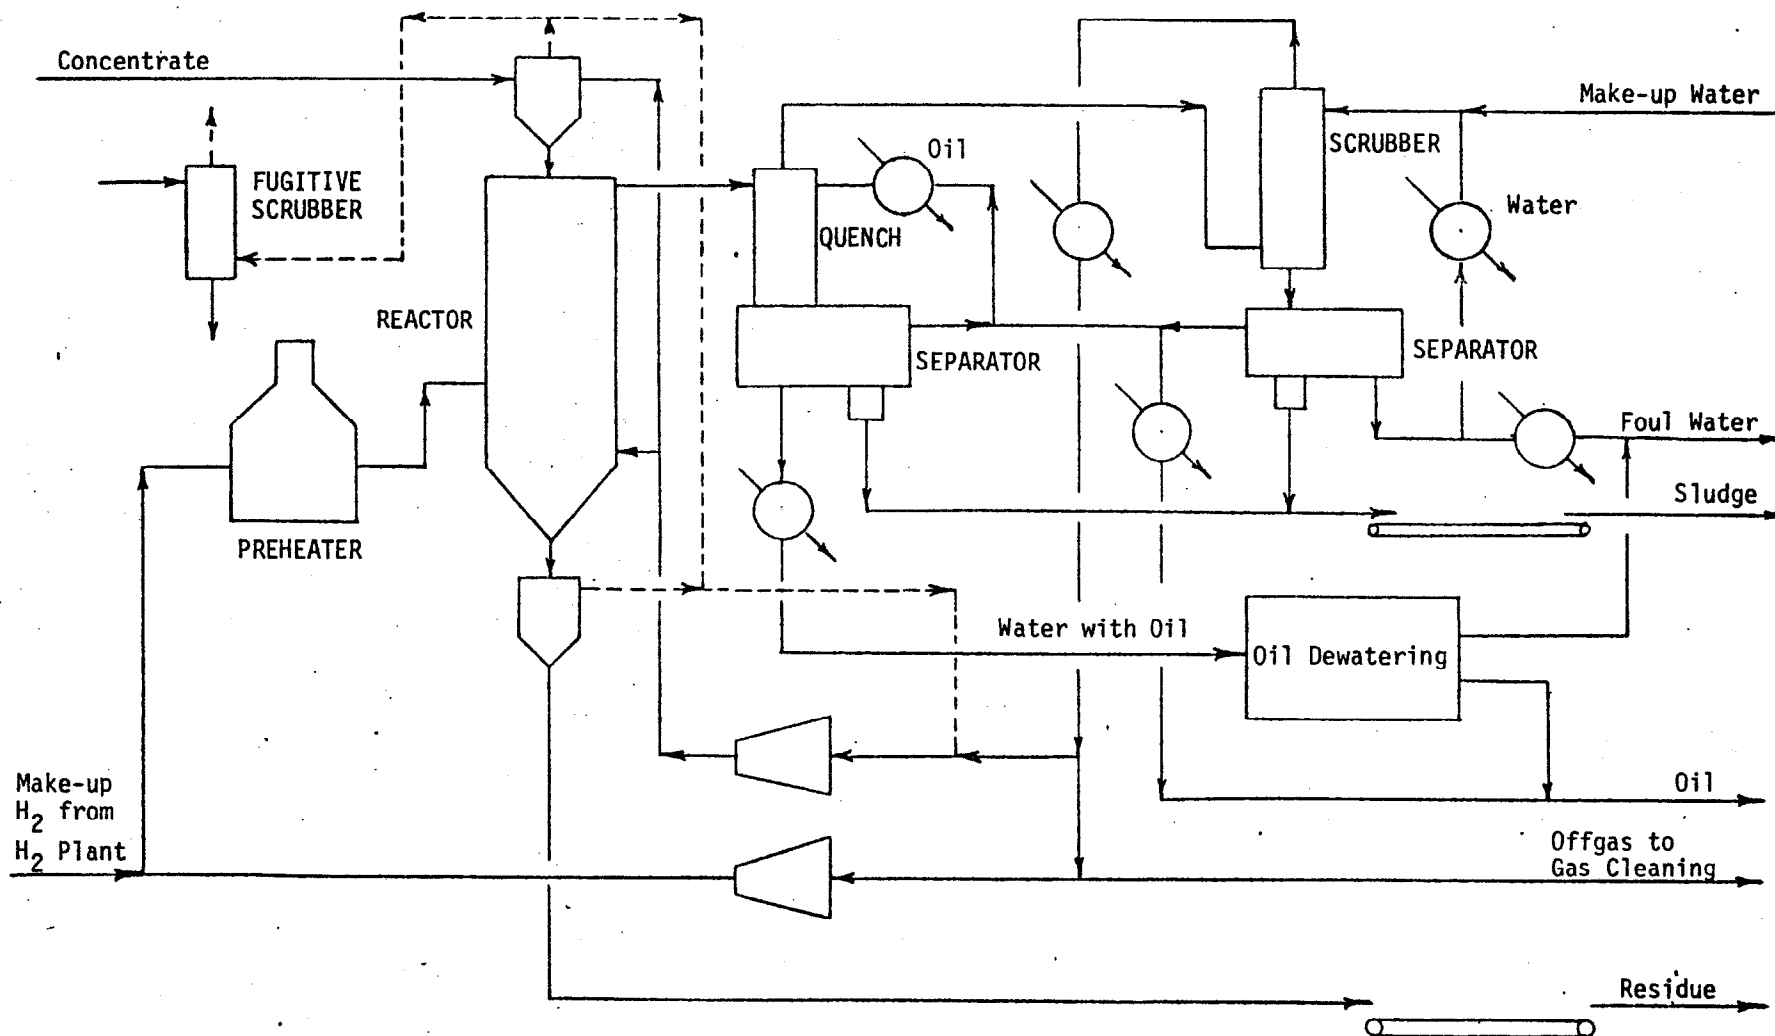 Concentrate
Make-up Water
SCRUBBER
Oil
FUGITIVE
SCRUBBER
Water
QUENCH
REACTOR
SEPARATOR
SEPARATOR
Foul Water
Sludge
PREHEATER
Water with Oil
Oil Dewatering
Make-up
H2 from
H2 Plant
Oil
Offgas to
Gas Cleaning
Residue